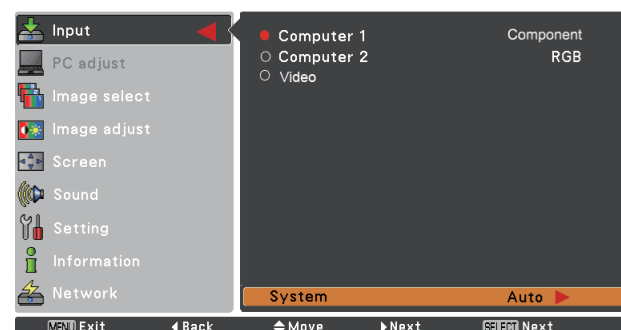 Input
PC adjust
Image select
Image adjust
Screen
Sound
Setting
Information
Network
Computer 1 Component
Computer 2 RGB
Video
System Auto
MENU Exit Back Move Next SELECT Next